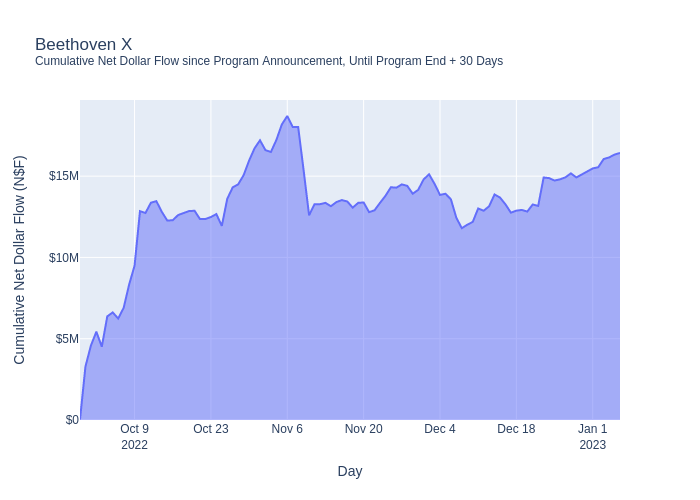 Beethoven X
Cumulative Net Dollar Flow since Program Announcement, Until Program End + 30 Days
Cumulative Net Dollar Flow (N$F)
$15M
$10M
$5M
$0
Oct 9 Oct 23 Nov 6 Nov 20 Dec 4 Dec 18 Jan 1
2022 2023
Day